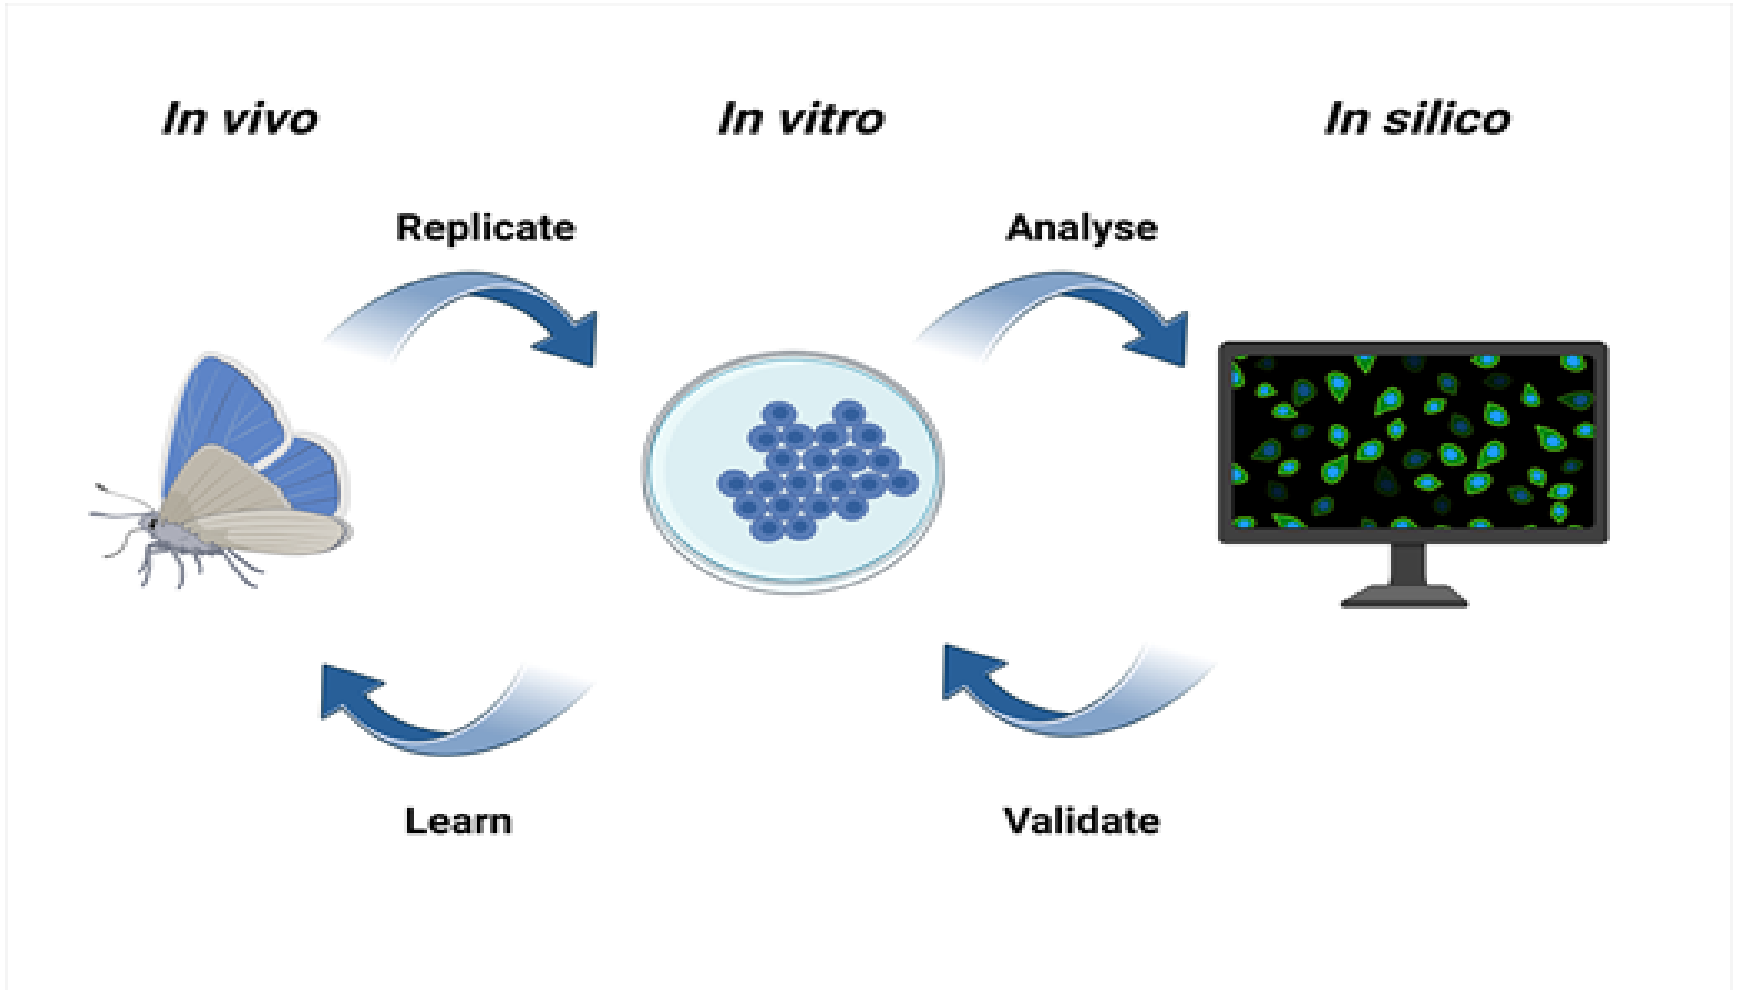 In vivo
In vitro
In silico
Replicate
Analyse
Learn
Validate